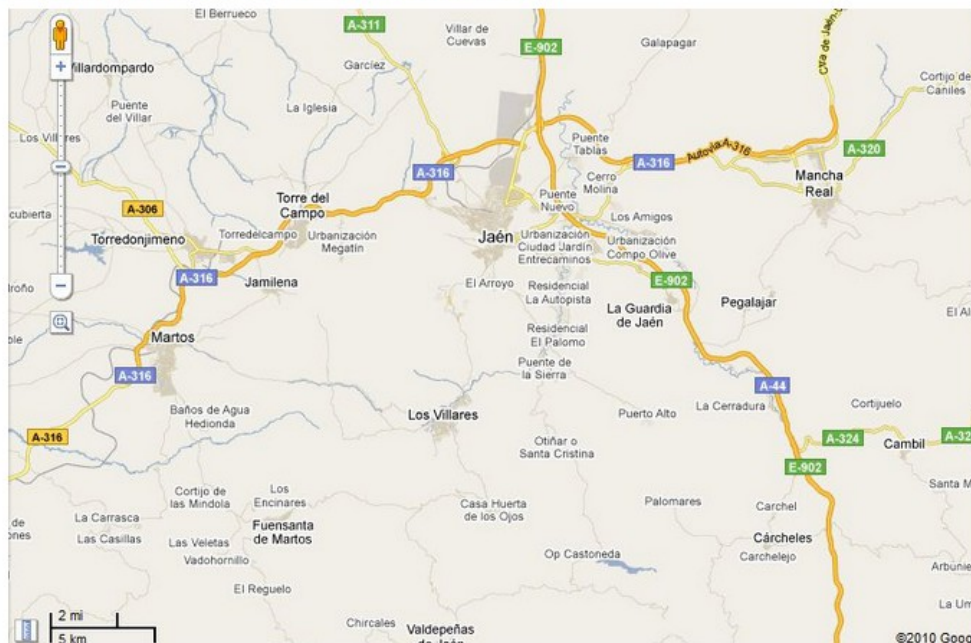 El Berrueco
A-311
Villar de
Cuevas
E-902
Galapagar
Garcíez
Villardompardo
Cortijo de
Caniles
Puente
del Villar
La Iglesia
Los Villares
Puente
Tablas
A-316
Autovia A-316
A-320
A-316
Cerro
Molina
Mancha
Real
Torre del
Campo
Puente
Nuevo
A-306
Los Amigos
Torredonjimeno
Torredelcampo
Urbanización
Megatín
Jaén
Urbanización
Ciudad Jardín
Entrecaminos
Urbanización
Compo Olive
A-316
Jamilena
El Arroyo
Residencial
La Autopista
E-902
La Guardia
de Jaén
Pegalajar
Martos
Residencial
El Palomo
Puente de
la Sierra
A-316
A-44
Baños de Agua
Hedionda
Los Villares
Puerto Alto
La Cerradura
Cortijuelo
A-316
Otiñar o
Santa Cristina
A-324
Cambil
E-902
Cortijo de
las Mindola
Los
Encinares
Casa Huerta
de los Ojos
Palomares
Carchel
La Carrasca
Fuensanta
de Martos
Las Casillas
Las Veletas
Cárcheles
Vadohornillo
Op Castoneda
Carchelejo
El Reguelo
2 mi
5 km
Chircales
Valdepeñas
de Jaén
©2010 Goog